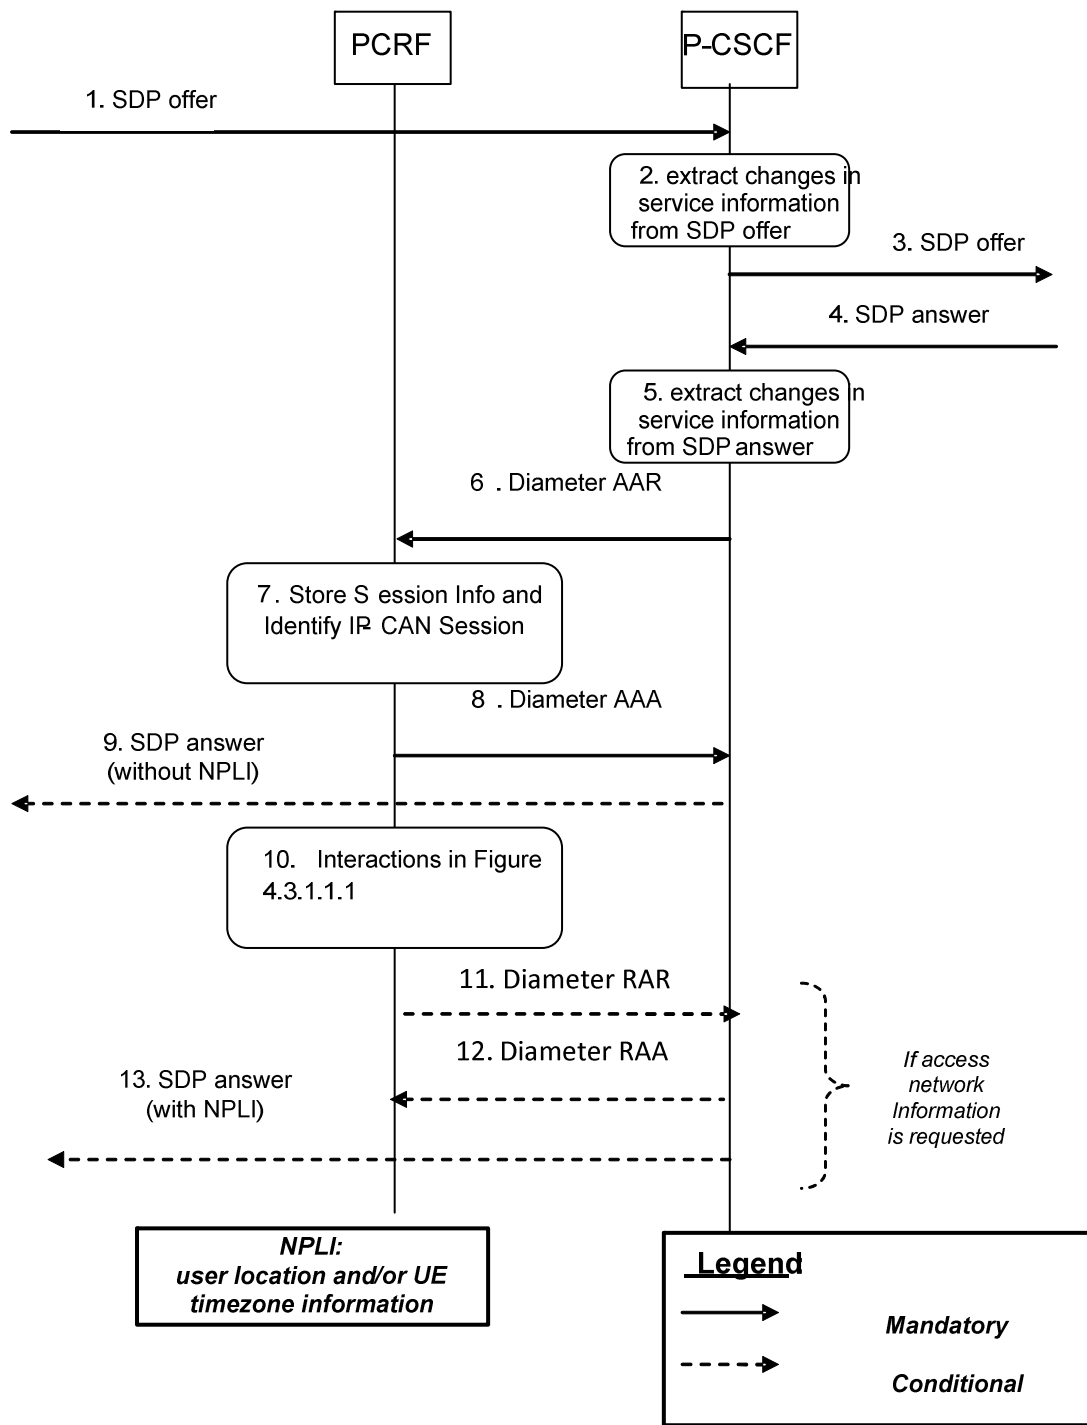 PCRF
P-CSCF
1. SDP offer
2. extract changes in
service information
from SDP offer
3. SDP offer
4. SDP answer
5. extract changes in
service information
from SDP answer
6 . Diameter AAR
7. Store S ession Info and
Identify IP- CAN Session
8 . Diameter AAA
9. SDP answer
(without NPLI)
10. Interactions in Figure
4.3.1.1.1
11. Diameter RAR
12. Diameter RAA
13. SDP answer
(with NPLI)
If access
network
Information
is requested
NPLI:
user location and/or UE
timezone information
Legend
Mandatory
Conditional